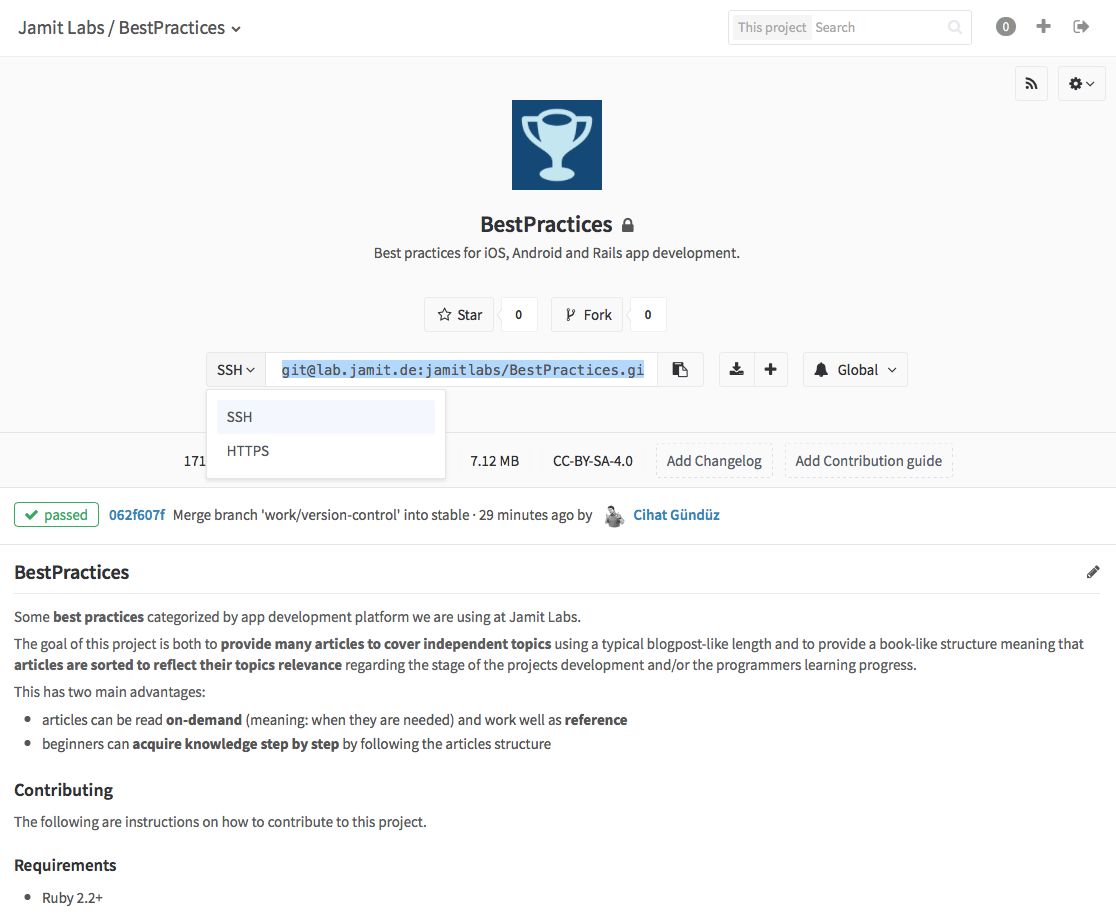 Jamit Labs / BestPractices
This project Search
0
BestPractices
Best practices for iOS, Android and Rails app development.
Star 0 Fork 0
SSH git@lab.jamit.de:jamitlabs/BestPractices.gi Global
SSH
HTTPS
171 7.12 MB CC-BY-SA-4.0 Add Changelog Add Contribution guide
passed 062f607f Merge branch 'work/version-control' into stable · 29 minutes ago by Cihat Gündüz
BestPractices
Some best practices categorized by app development platform we are using at Jamit Labs.
The goal of this project is both to provide many articles to cover independent topics using a typical blogpost-like length and to provide a book-like structure meaning that
articles are sorted to reflect their topics relevance regarding the stage of the projects development and/or the programmers learning progress.
This has two main advantages:
• articles can be read on-demand (meaning: when they are needed) and work well as reference
• beginners can acquire knowledge step by step by following the articles structure
Contributing
The following are instructions on how to contribute to this project.
Requirements
• Ruby 2.2+